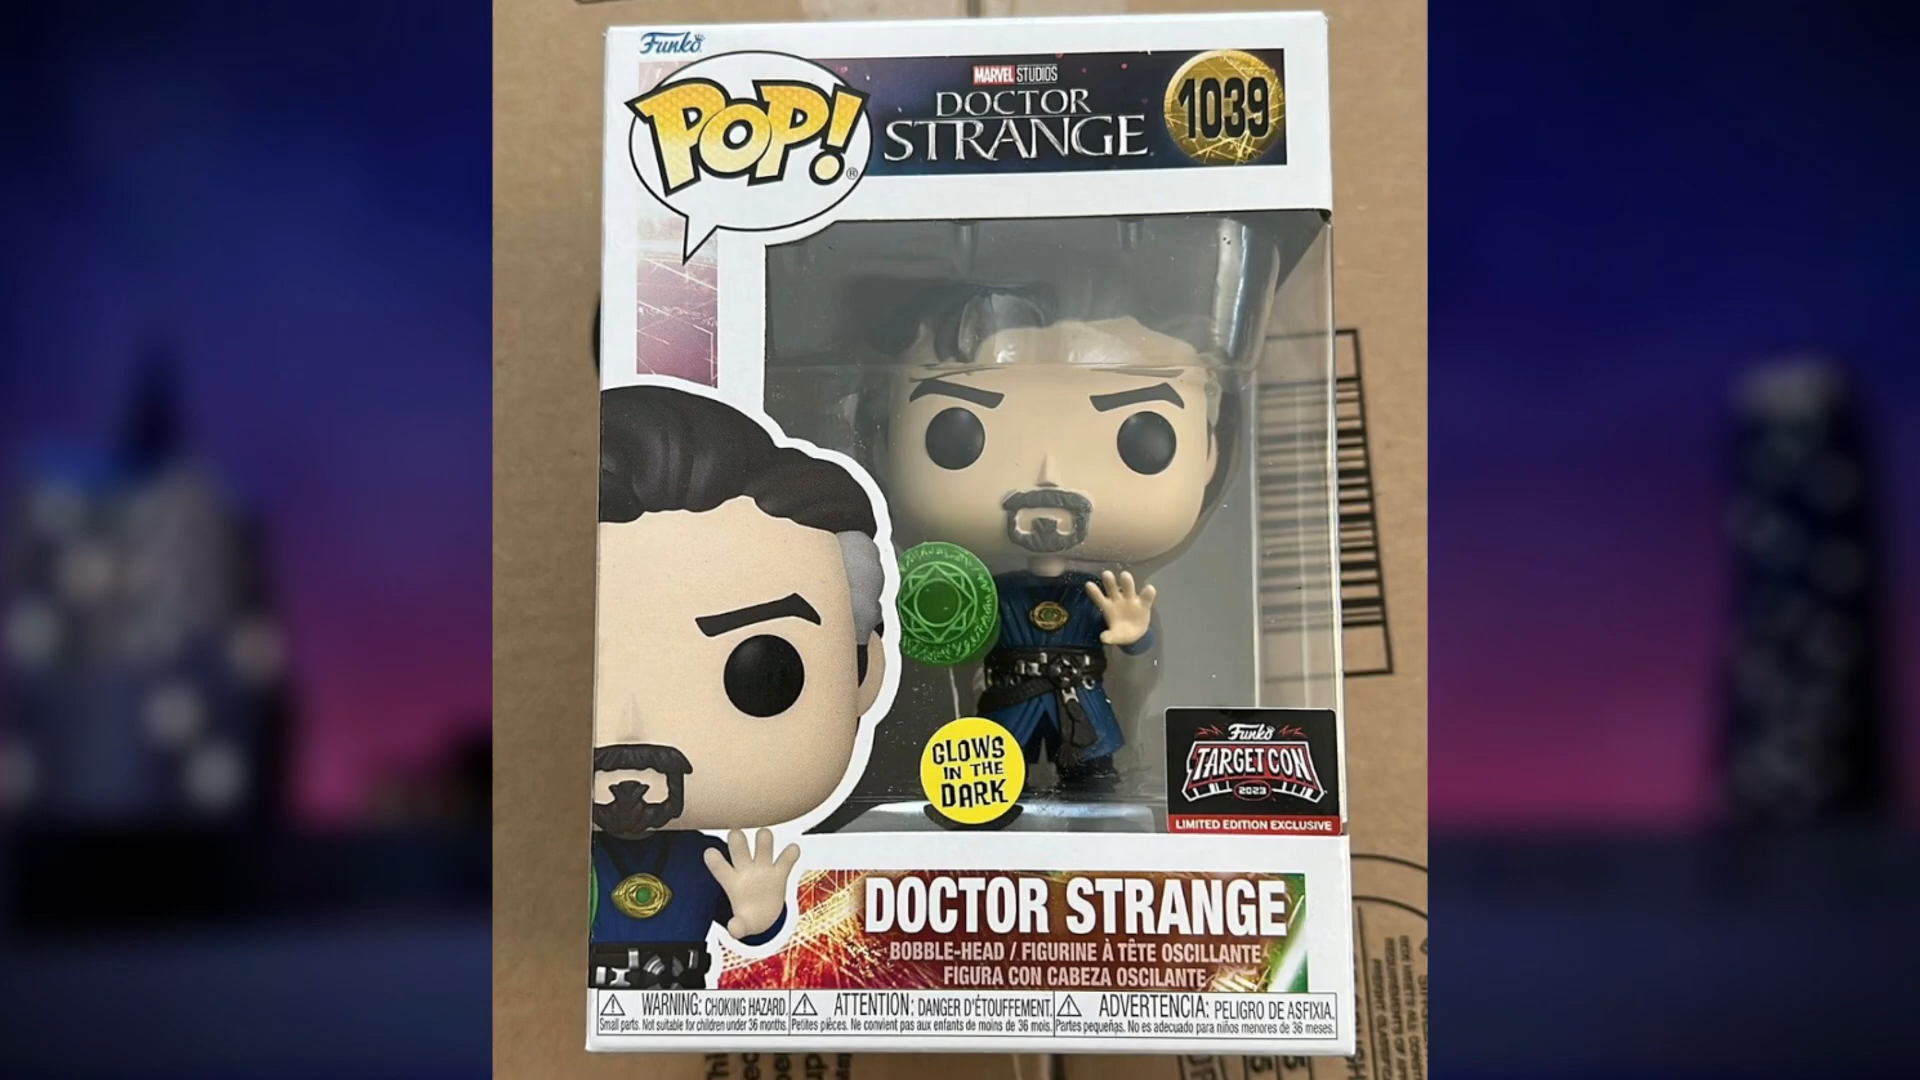 Funko
POP!®
MARVEL STUDIOS
DOCTOR
STRANGE
1039
GLOWS
IN THE
DARK
Funko
TARGETCON
2023
LIMITED EDITION EXCLUSIVE
DOCTOR STRANGE
BOBBLE-HEAD / FIGURINE À TÊTE OSCILLANTE
FIGURA CON CABEZA OSCILANTE
WARNING: CHOKING HAZARD.
Small parts. Not suitable for children under 36 months.
ATTENTION: DANGER D'ÉTOUFFEMENT.
Petites pièces. Ne convient pas aux enfants de moins de 36 mois.
ADVERTENCIA: PELIGRO DE ASFIXIA.
Partes pequeñas. No es adecuado para niños menores de 36 meses.